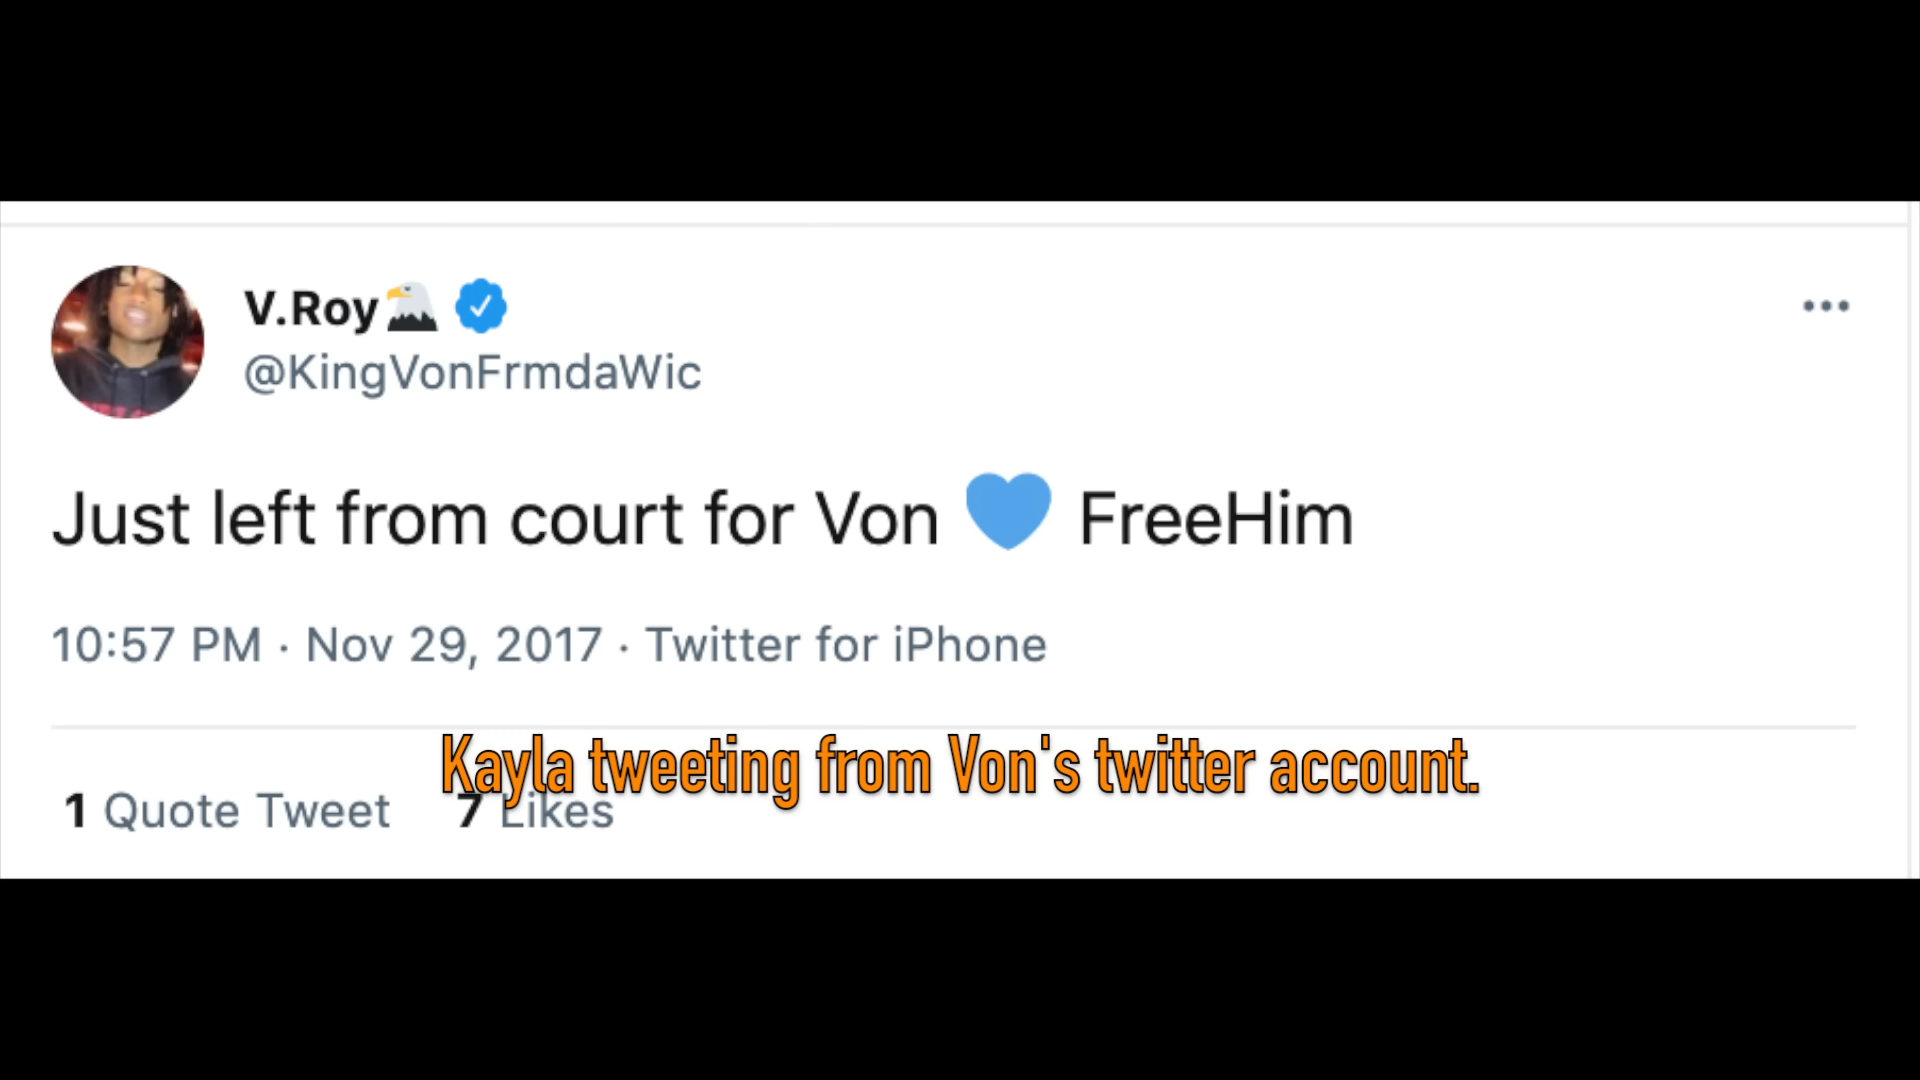 V.Roy🦅
@KingVonFrmdaWic
Just left from court for Von 💙 FreeHim
10:57 PM · Nov 29, 2017 · Twitter for iPhone
Kayla tweeting from Von's twitter account.
1 Quote Tweet 7 Likes